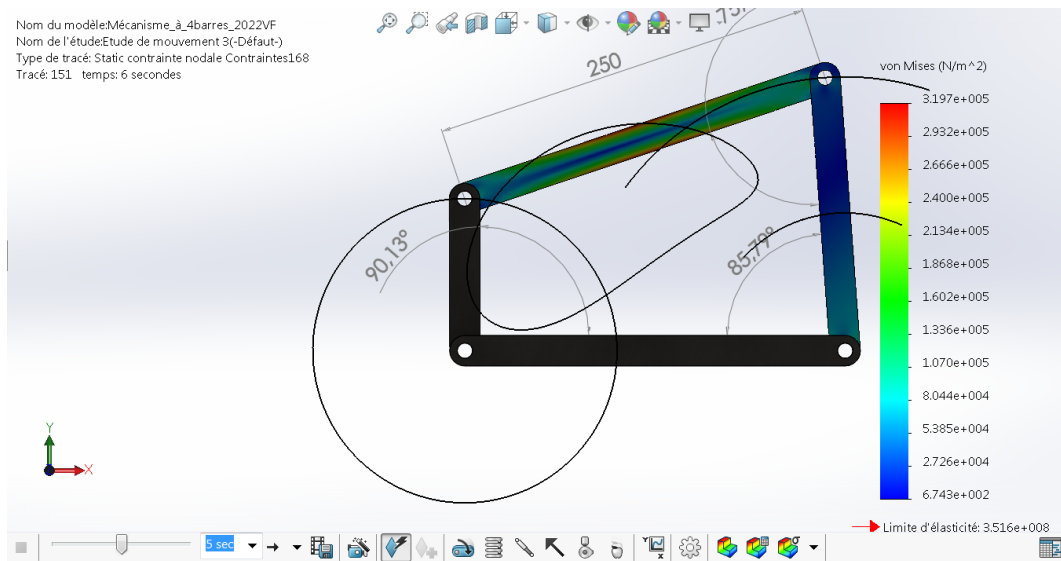 Nom du modèle:Mécanisme_à_4barres_2022VF
Nom de l'étude:Etude de mouvement 3(-Défaut-)
Type de tracé: Static contrainte nodale Contraintes168
Tracé: 151 temps: 6 secondes
250
90,13°
85,79°
von Mises (N/m^2)
3.197e+005
2.932e+005
2.666e+005
2.400e+005
2.134e+005
1.868e+005
1.602e+005
1.336e+005
1.070e+005
8.044e+004
5.385e+004
2.726e+004
6.743e+002
Limite d'élasticité: 3.516e+008
Y
X
5 sec